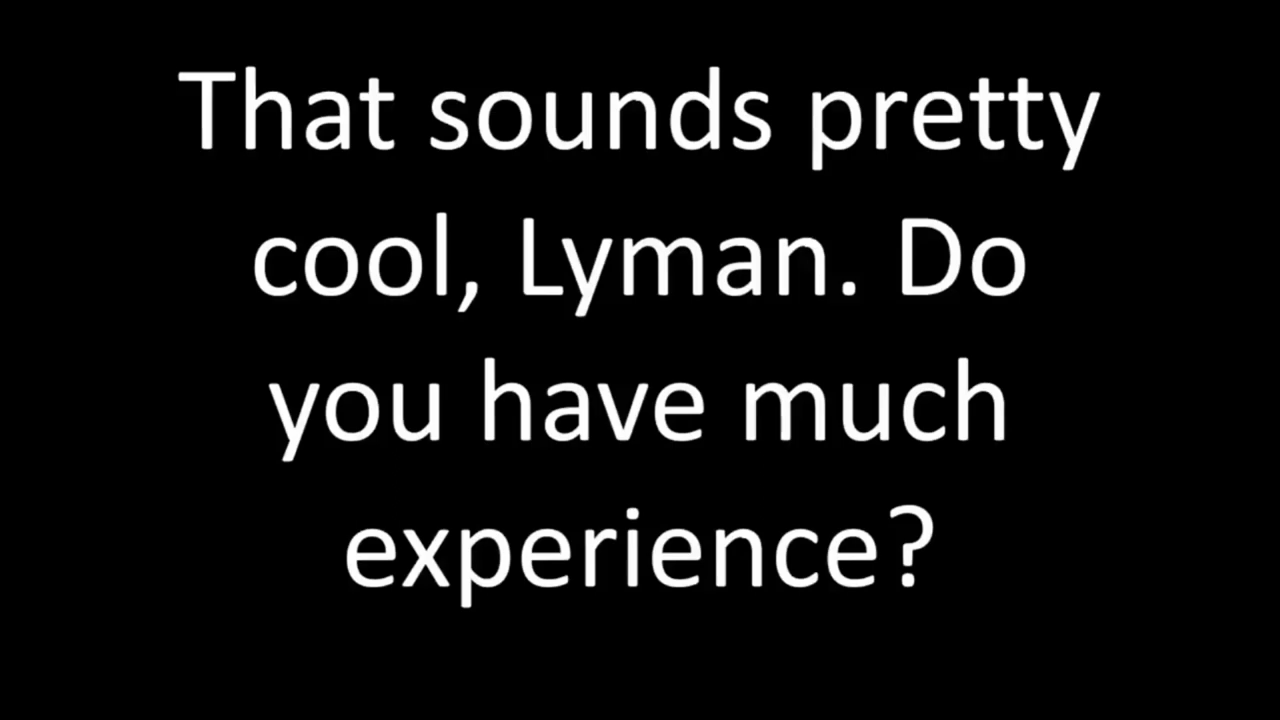 That sounds pretty
cool, Lyman. Do
you have much
experience?